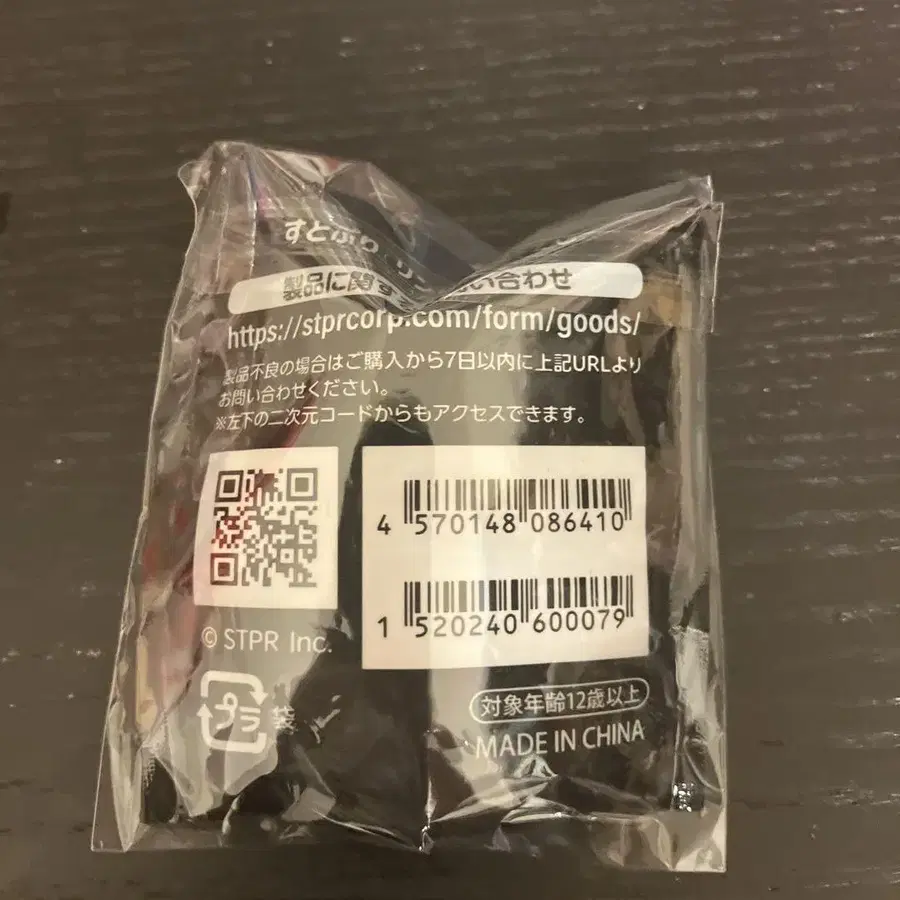 すとぷり
製品に関す い合わせ
https://stprcorp.com/form/goods/
製品不良の場合はご購入から7日以内に上記URLより
お問い合わせください。
※左下の二次元コードからもアクセスできます。
4 570148 086410
1 520240 600079
© STPR Inc.
プラ 袋
対象年齢12歳以上
MADE IN CHINA